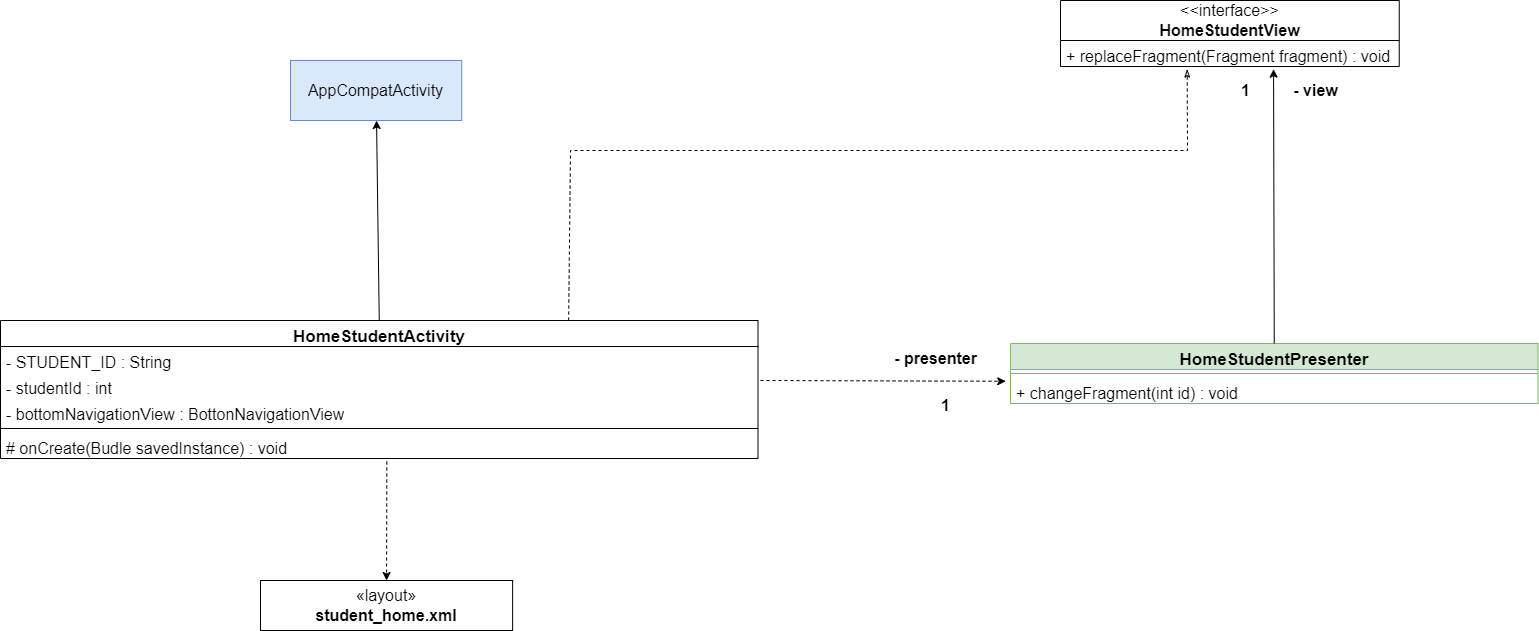 <<interface>>
HomeStudentView
+ replaceFragment(Fragment fragment) : void
AppCompatActivity
1
- view
HomeStudentActivity
- STUDENT_ID : String
- studentId : int
- bottomNavigationView : BottonNavigationView
# onCreate(Budle savedInstance) : void
- presenter
1
HomeStudentPresenter
+ changeFragment(int id) : void
«layout»
student_home.xml